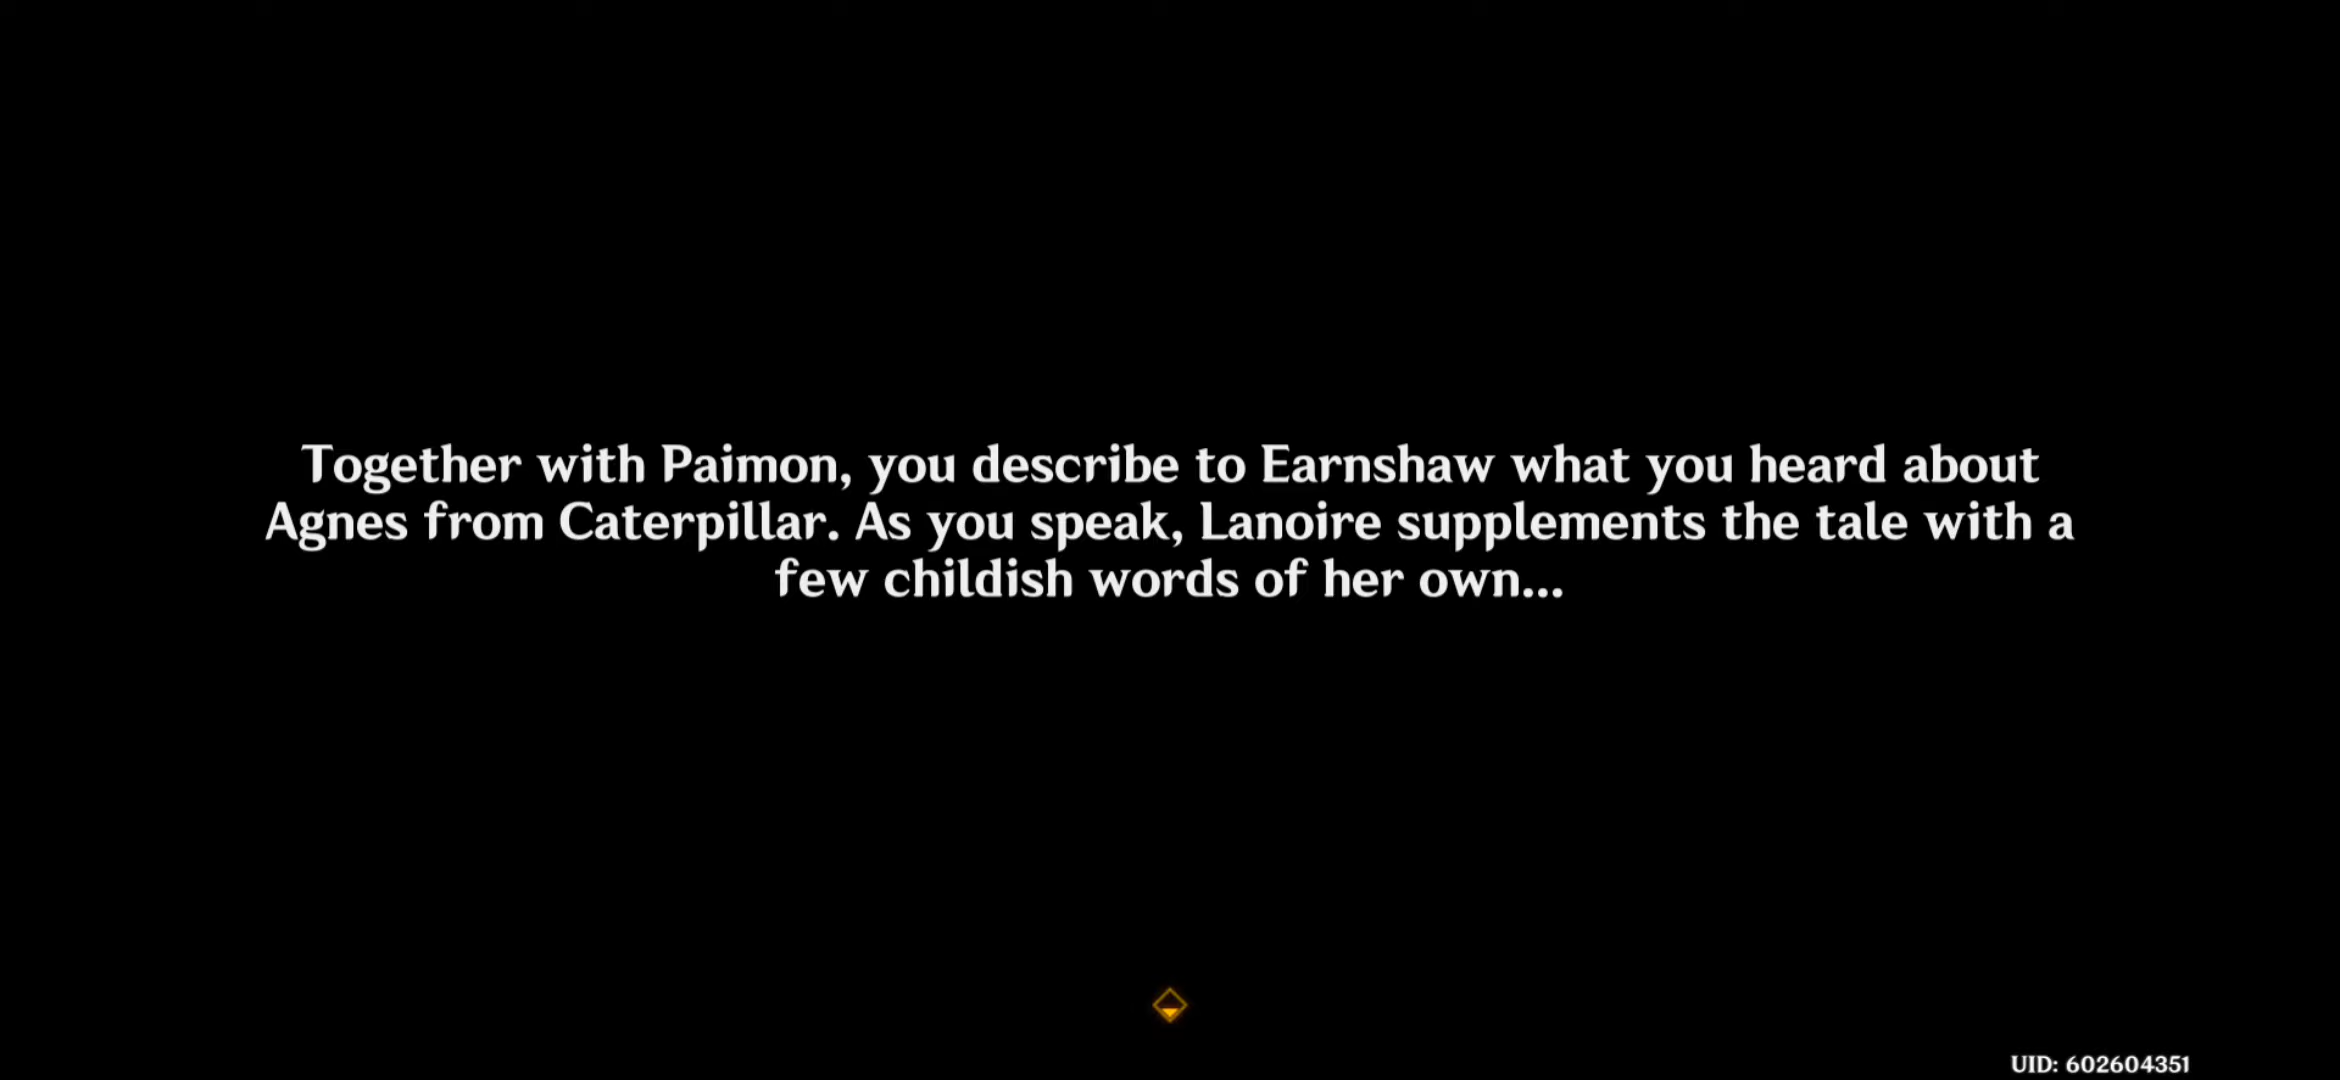 Together with Paimon, you describe to Earnshaw what you heard about
Agnes from Caterpillar. As you speak, Lanoire supplements the tale with a
few childish words of her own...
UID: 602604351